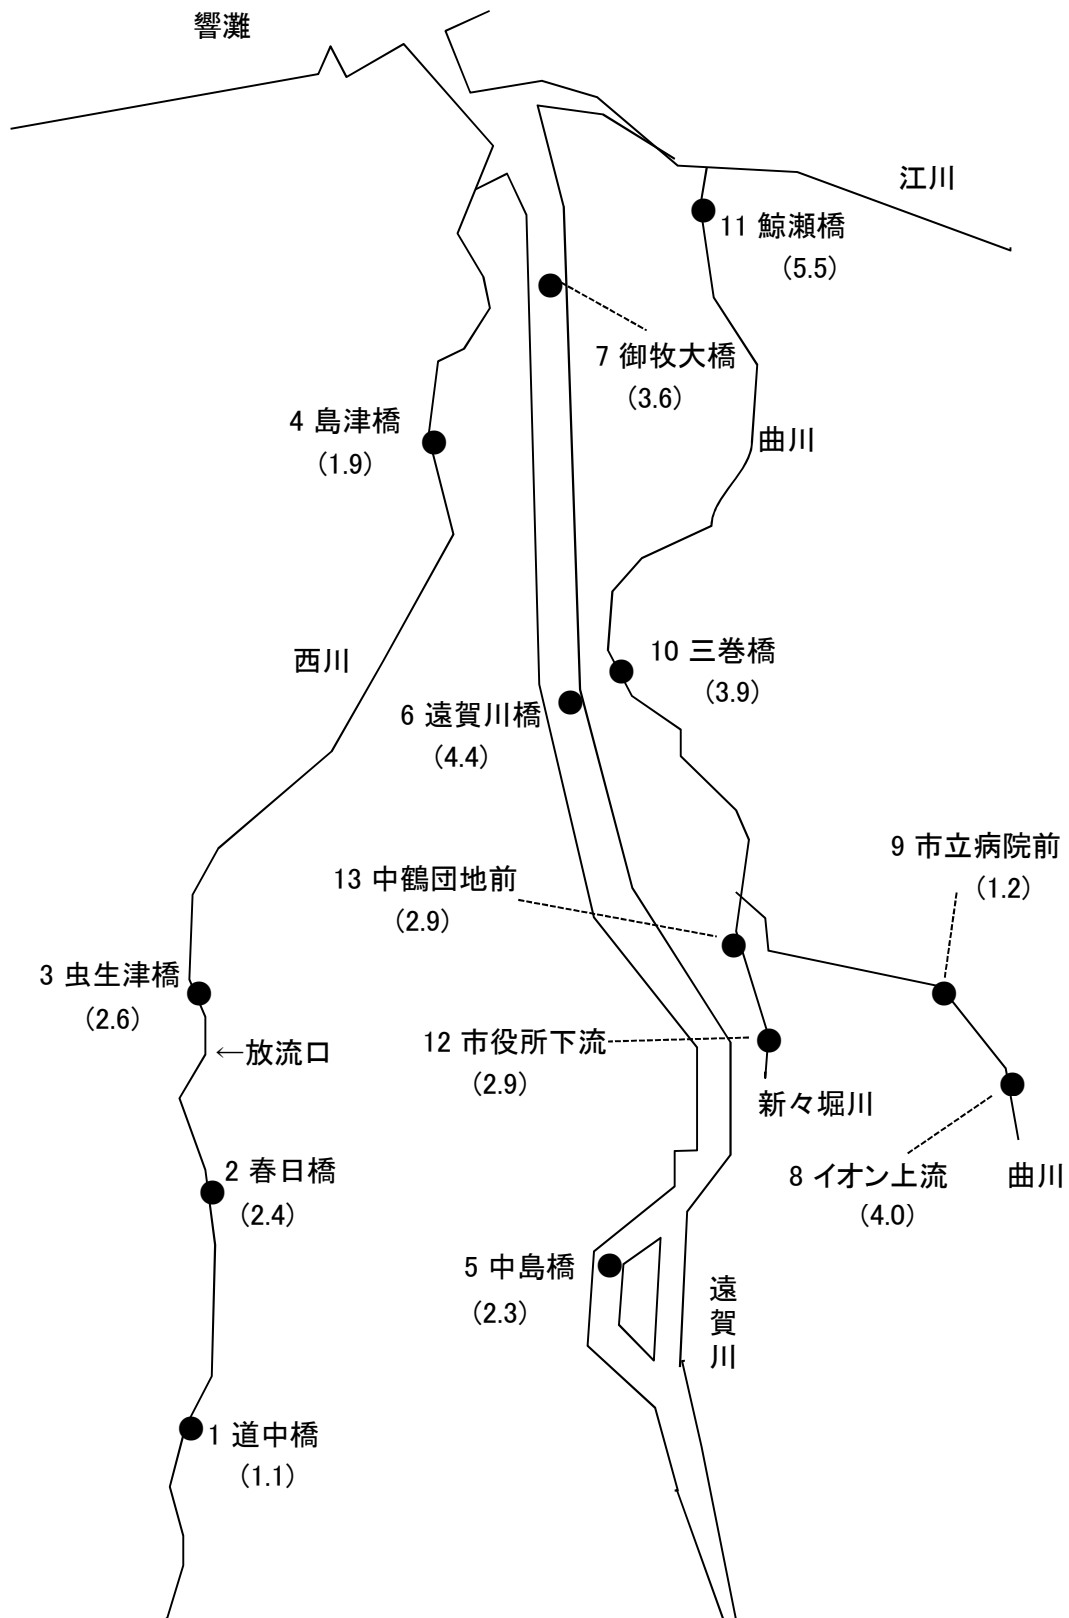 響灘
江川
11 鯨瀬橋
(5.5)
7 御牧大橋
(3.6)
4 島津橋
(1.9)
曲川
西川
10 三巻橋
(3.9)
6 遠賀川橋
(4.4)
9 市立病院前
(1.2)
13 中鶴団地前
(2.9)
3 虫生津橋
(2.6)
←放流口
12 市役所下流
(2.9)
新々堀川
2 春日橋
(2.4)
8 イオン上流
(4.0)
曲川
5 中島橋
(2.3)
遠賀川
1 道中橋
(1.1)